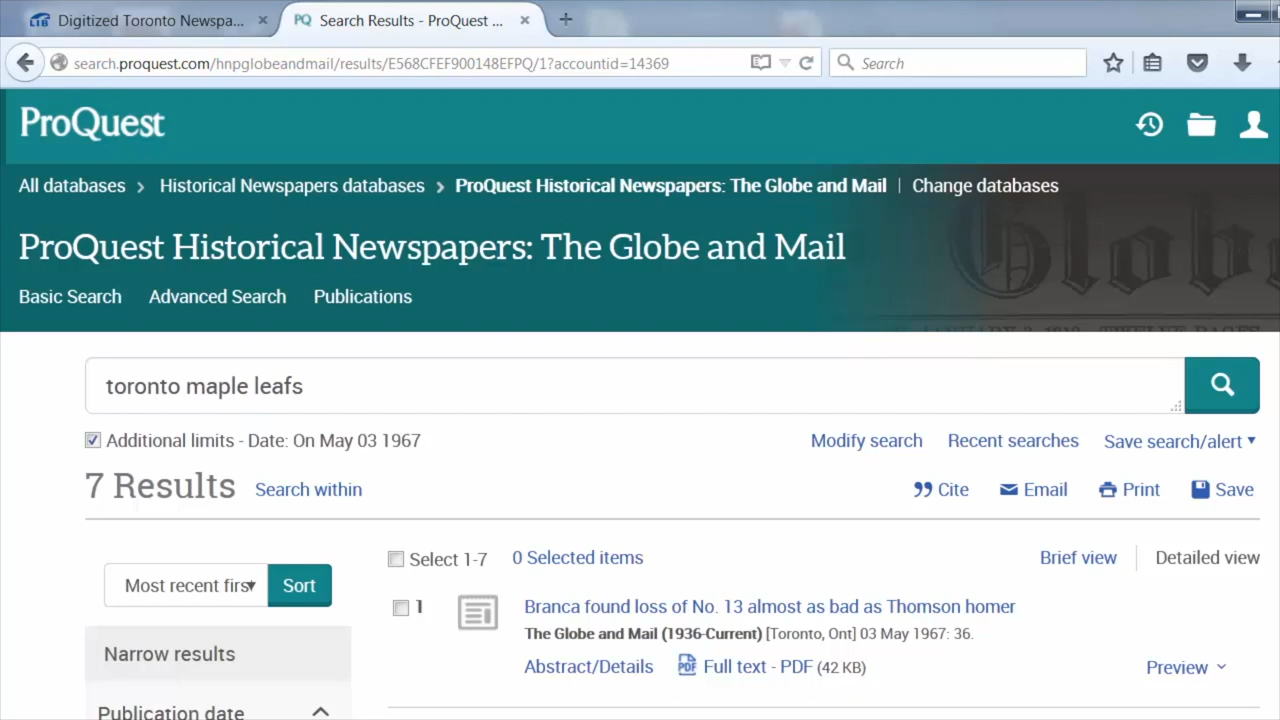 Digitized Toronto Newspa...
PQ Search Results - ProQuest ...
search.proquest.com/hnpglobeandmail/results/E568CFEF900148EFPQ/1?accountid=14369
Search
ProQuest
All databases > Historical Newspapers databases > ProQuest Historical Newspapers: The Globe and Mail | Change databases
ProQuest Historical Newspapers: The Globe and Mail
Basic Search Advanced Search Publications
toronto maple leafs
Additional limits - Date: On May 03 1967
Modify search Recent searches Save search/alert
7 Results Search within
Cite Email Print Save
Select 1-7 0 Selected items
Brief view Detailed view
Most recent firs Sort
1 Branca found loss of No. 13 almost as bad as Thomson homer
The Globe and Mail (1936-Current) [Toronto, Ont] 03 May 1967: 36.
Abstract/Details PDF Full text - PDF (42 KB)
Preview
Narrow results
Publication date